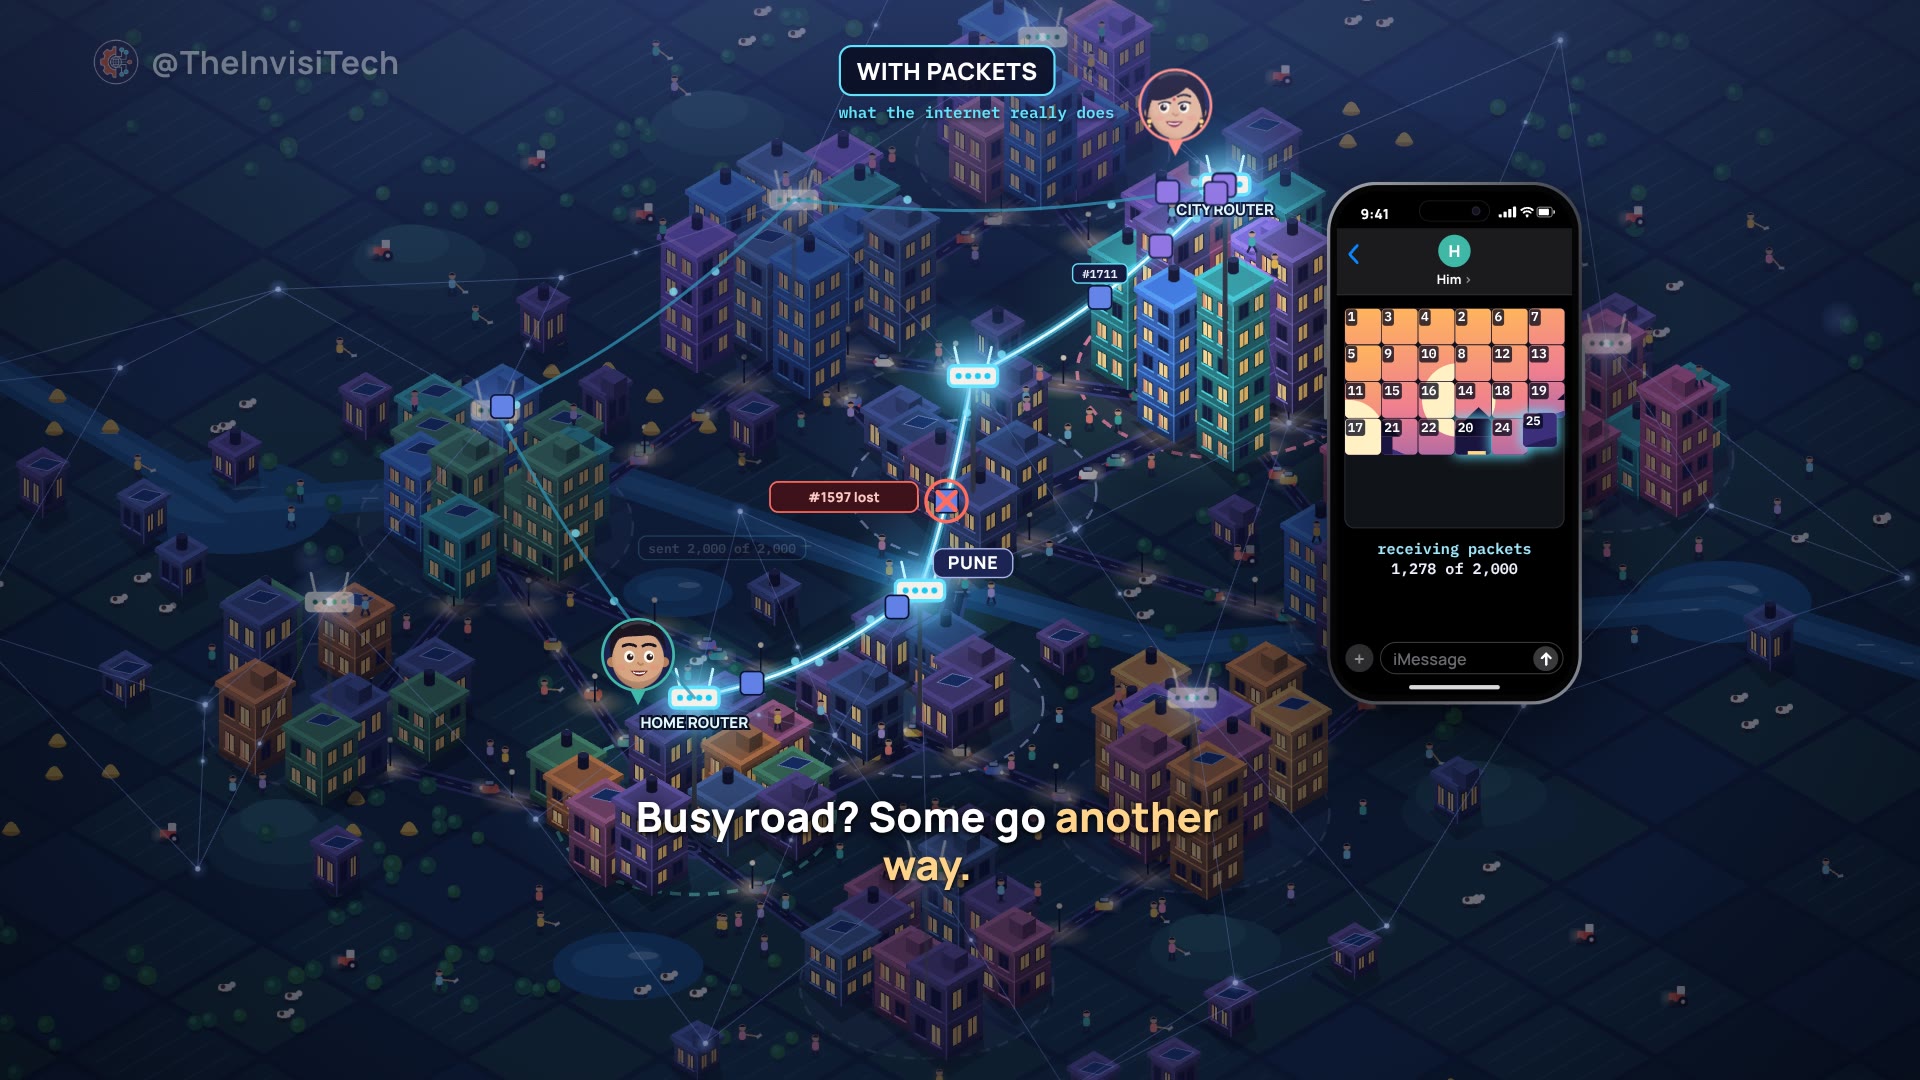 @TheInvisiTech
WITH PACKETS
what the internet really does
CITY ROUTER
#1711
9:41
H
Him
1 3 4 2 6 7
5 9 10 8 12 13
11 15 16 14 18 19
17 21 22 20 24 25
#1597 lost
sent 2,000 of 2,000
PUNE
receiving packets
1,278 of 2,000
iMessage
HOME ROUTER
Busy road? Some go another
way.